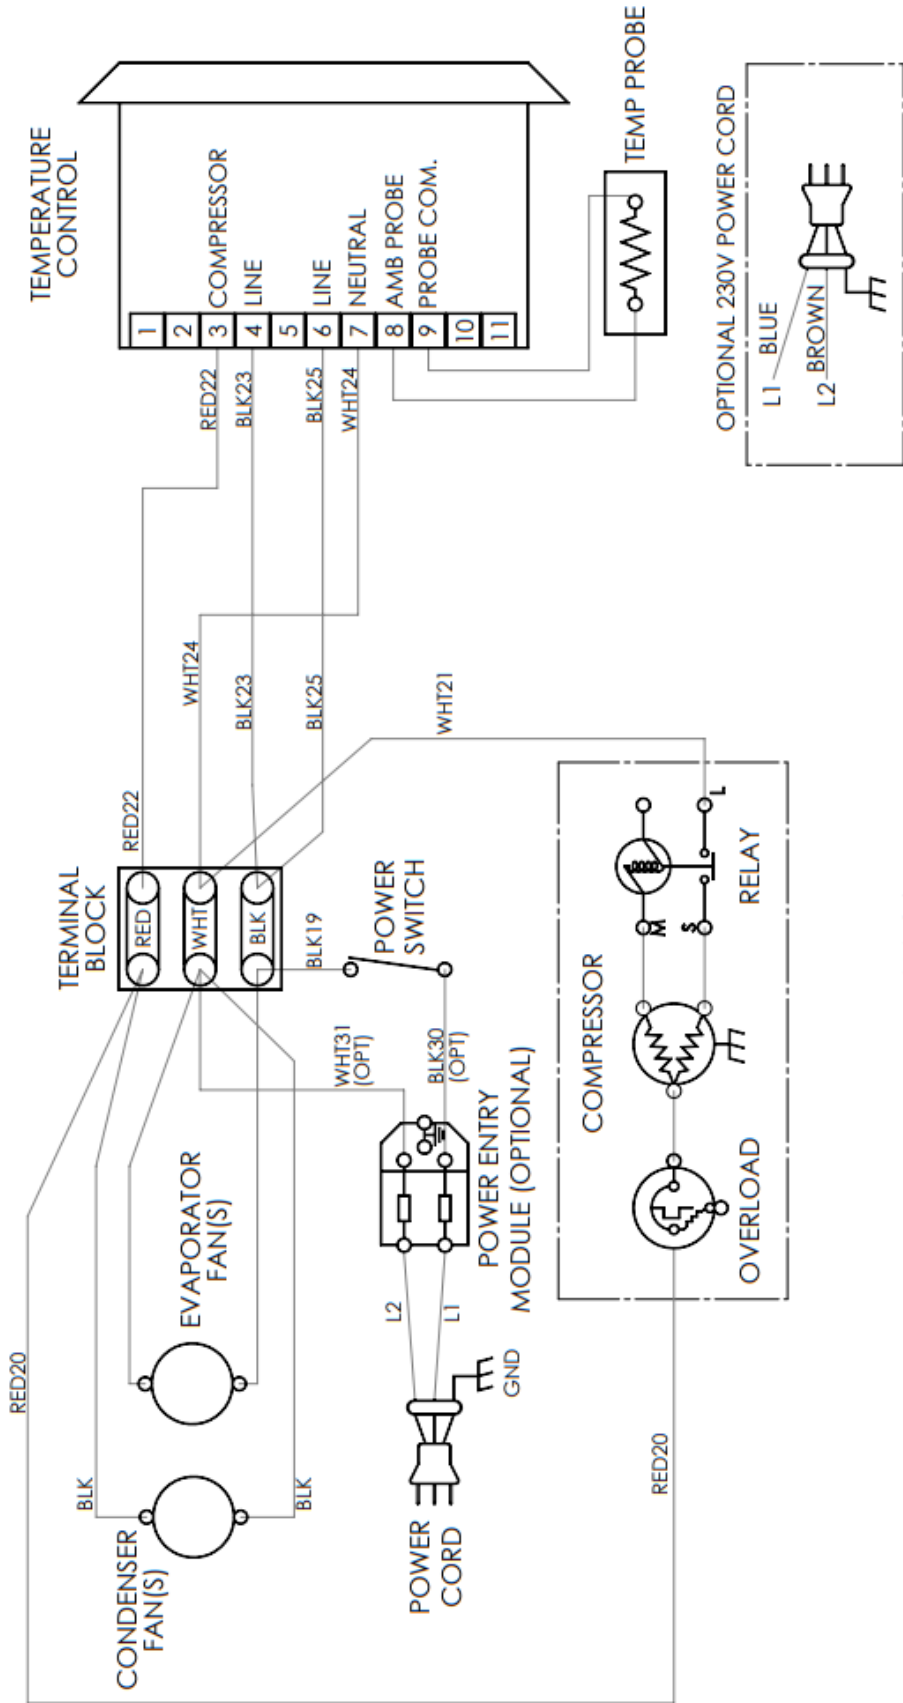 TEMPERATURE
CONTROL
1
2
3
4
5
6
7
8
9
10
11
COMPRESSOR
LINE
LINE
NEUTRAL
AMB PROBE
PROBE COM.
TEMP PROBE
RED22
BLK23
BLK25
WHT24
OPTIONAL 230V POWER CORD
L1
BLUE
L2
BROWN
RED22
WHT24
BLK23
BLK25
WHT21
TERMINAL
BLOCK
RED
WHT
BLK
BLK19
POWER
SWITCH
WHT31
(OPT)
BLK30
(OPT)
POWER ENTRY
MODULE (OPTIONAL)
L2
L1
GND
POWER
CORD
EVAPORATOR
FAN(S)
CONDENSER
FAN(S)
BLK
BLK
RED20
RED20
COMPRESSOR
OVERLOAD
RELAY
M
S
L